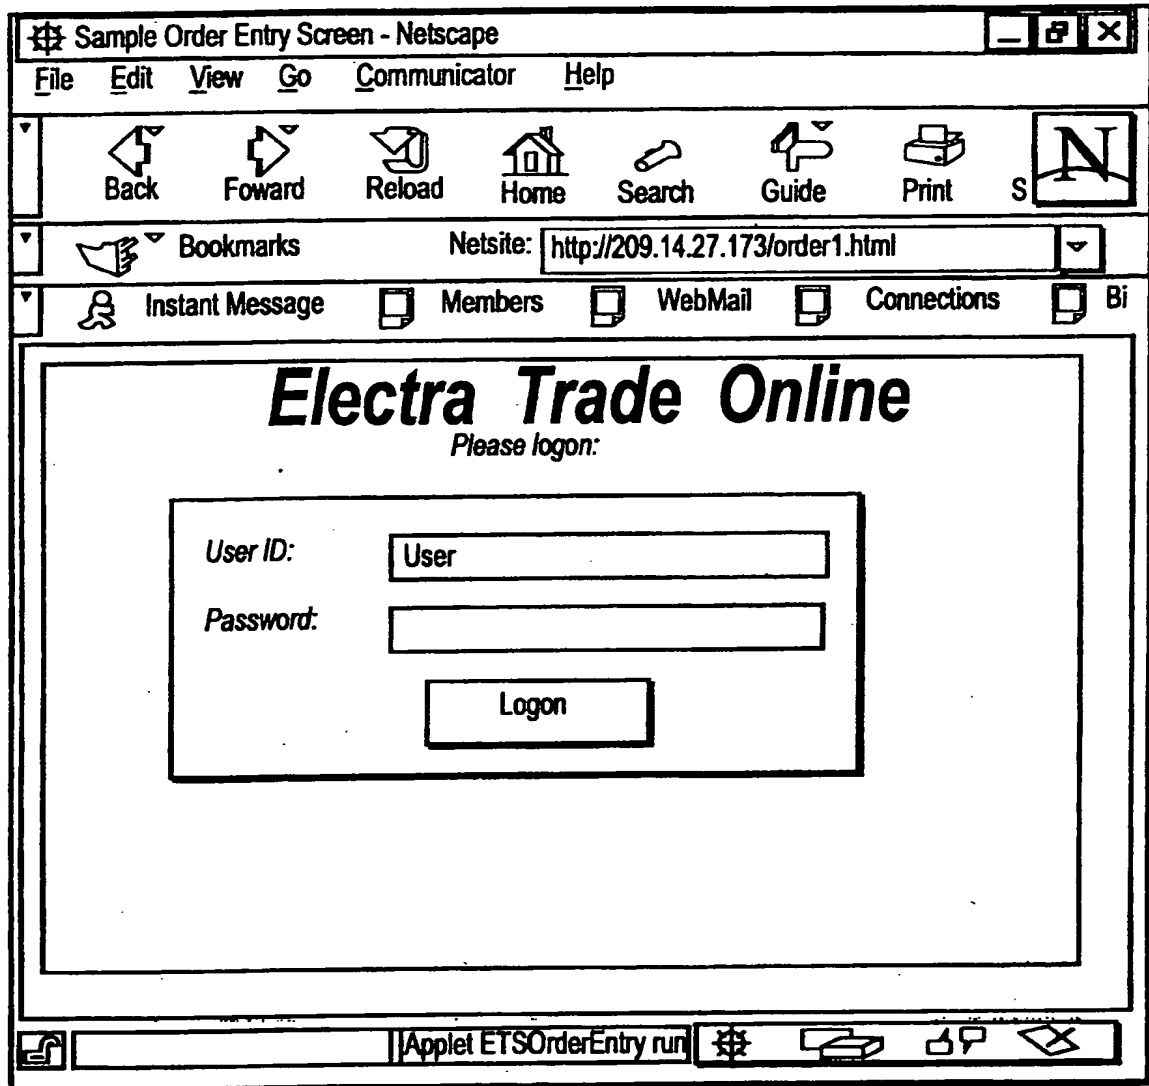 Sample Order Entry Screen - Netscape
File Edit View Go Communicator Help
Back Foward Reload Home Search Guide Print S N
Bookmarks Netsite: http://209.14.27.173/order1.html
Instant Message Members WebMail Connections Bi
Electra Trade Online
Please logon:
User ID: User
Password:
Logon
Applet ETSOrderEntry run